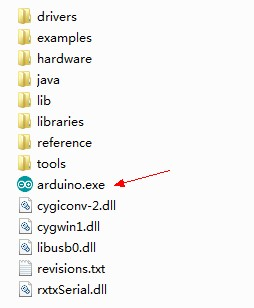 drivers
examples
hardware
java
lib
libraries
reference
tools
arduino.exe
cygiconv-2.dll
cygwin1.dll
libusb0.dll
revisions.txt
rxtxSerial.dll